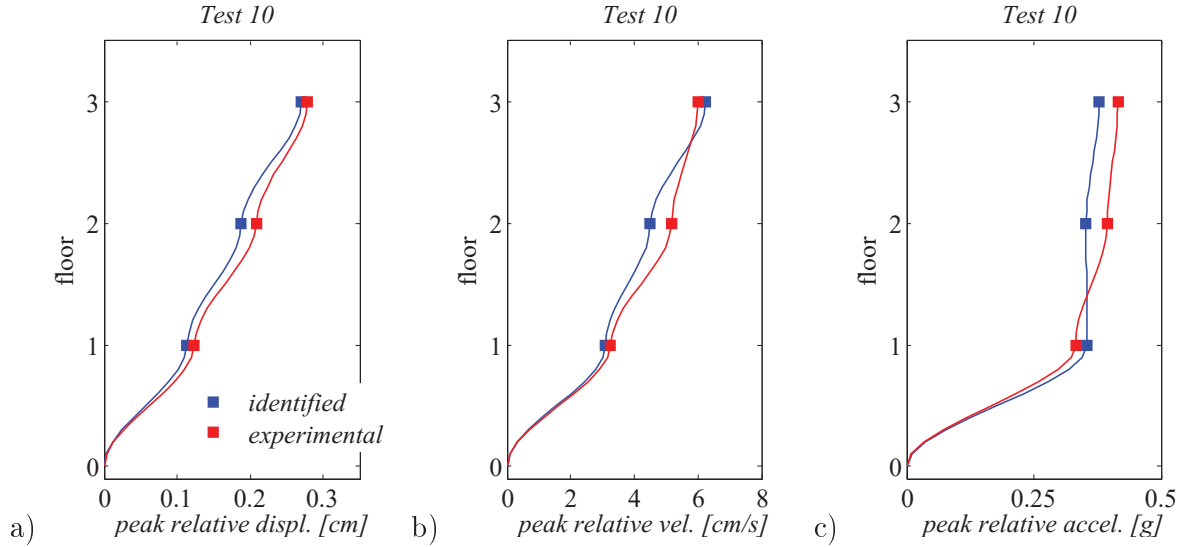 Test 10
Test 10
Test 10
3
2
1
0
floor
identified
experimental
0 0.1 0.2 0.3
a) peak relative displ. [cm]
3
2
1
0
floor
0 2 4 6 8
b) peak relative vel. [cm/s]
3
2
1
0
floor
0 0.25 0.5
c) peak relative accel. [g]